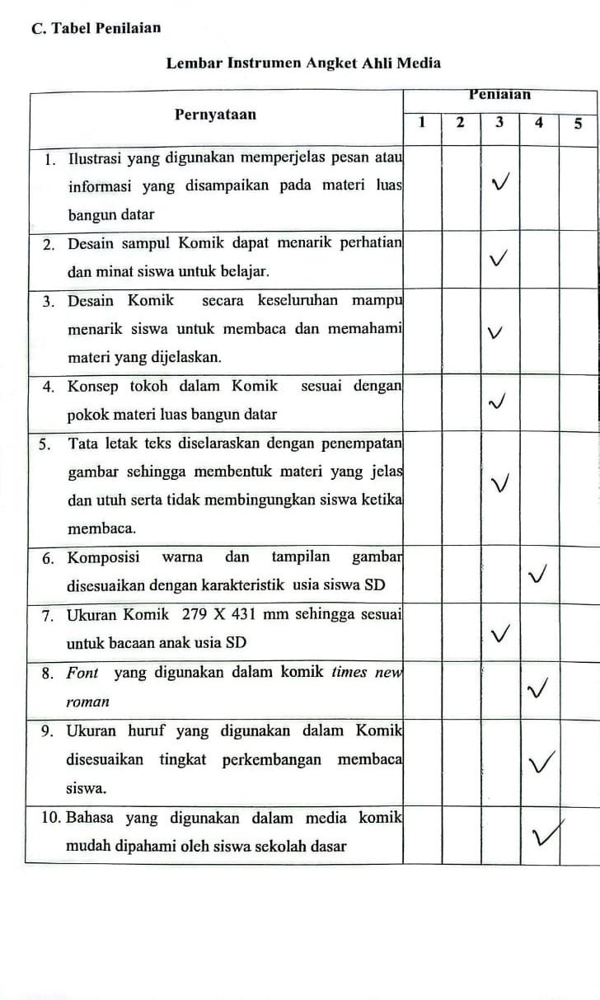 C. Tabel Penilaian
Lembar Instrumen Angket Ahli Media
Pernyataan
Penilaian
1 2 3 4 5
1. Ilustrasi yang digunakan memperjelas pesan atau
informasi yang disampaikan pada materi luas
bangun datar
2. Desain sampul Komik dapat menarik perhatian
dan minat siswa untuk belajar.
3. Desain Komik secara keseluruhan mampu
menarik siswa untuk membaca dan memahami
materi yang dijelaskan.
4. Konsep tokoh dalam Komik sesuai dengan
pokok materi luas bangun datar
5. Tata letak teks diselaraskan dengan penempatan
gambar sehingga membentuk materi yang jelas
dan utuh serta tidak membingungkan siswa ketika
membaca.
6. Komposisi warna dan tampilan gambar
disesuaikan dengan karakteristik usia siswa SD
7. Ukuran Komik 279 X 431 mm sehingga sesuai
untuk bacaan anak usia SD
8. Font yang digunakan dalam komik times new
roman
9. Ukuran huruf yang digunakan dalam Komik
disesuaikan tingkat perkembangan membaca
siswa.
10. Bahasa yang digunakan dalam media komik
mudah dipahami oleh siswa sekolah dasar